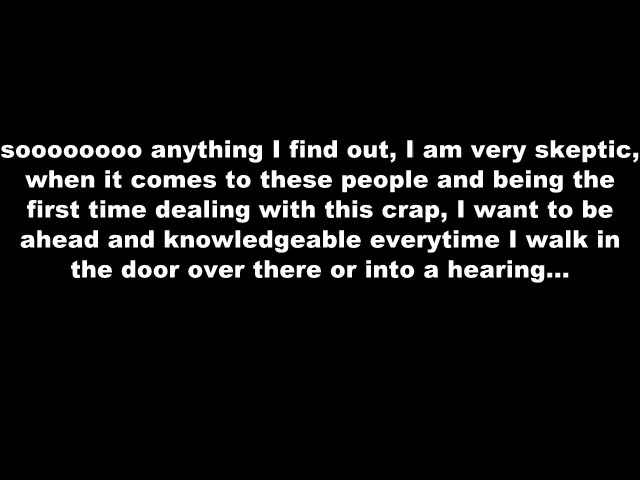 soooooooo anything I find out, I am very skeptic,
when it comes to these people and being the
first time dealing with this crap, I want to be
ahead and knowledgeable everytime I walk in
the door over there or into a hearing...